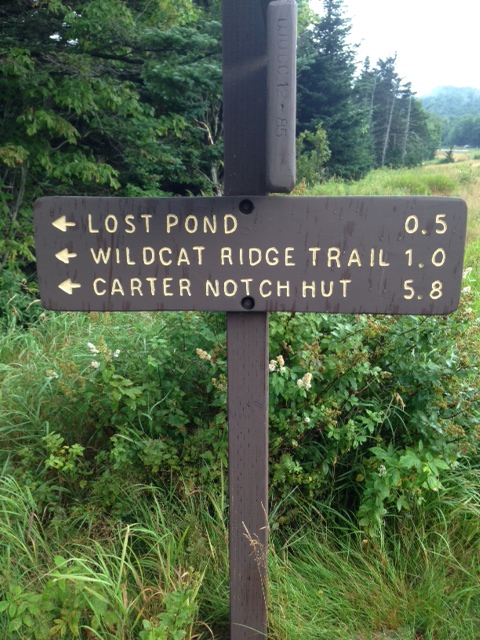 ← LOST POND 0.5
← WILDCAT RIDGE TRAIL 1.0
← CARTER NOTCH HUT 5.8